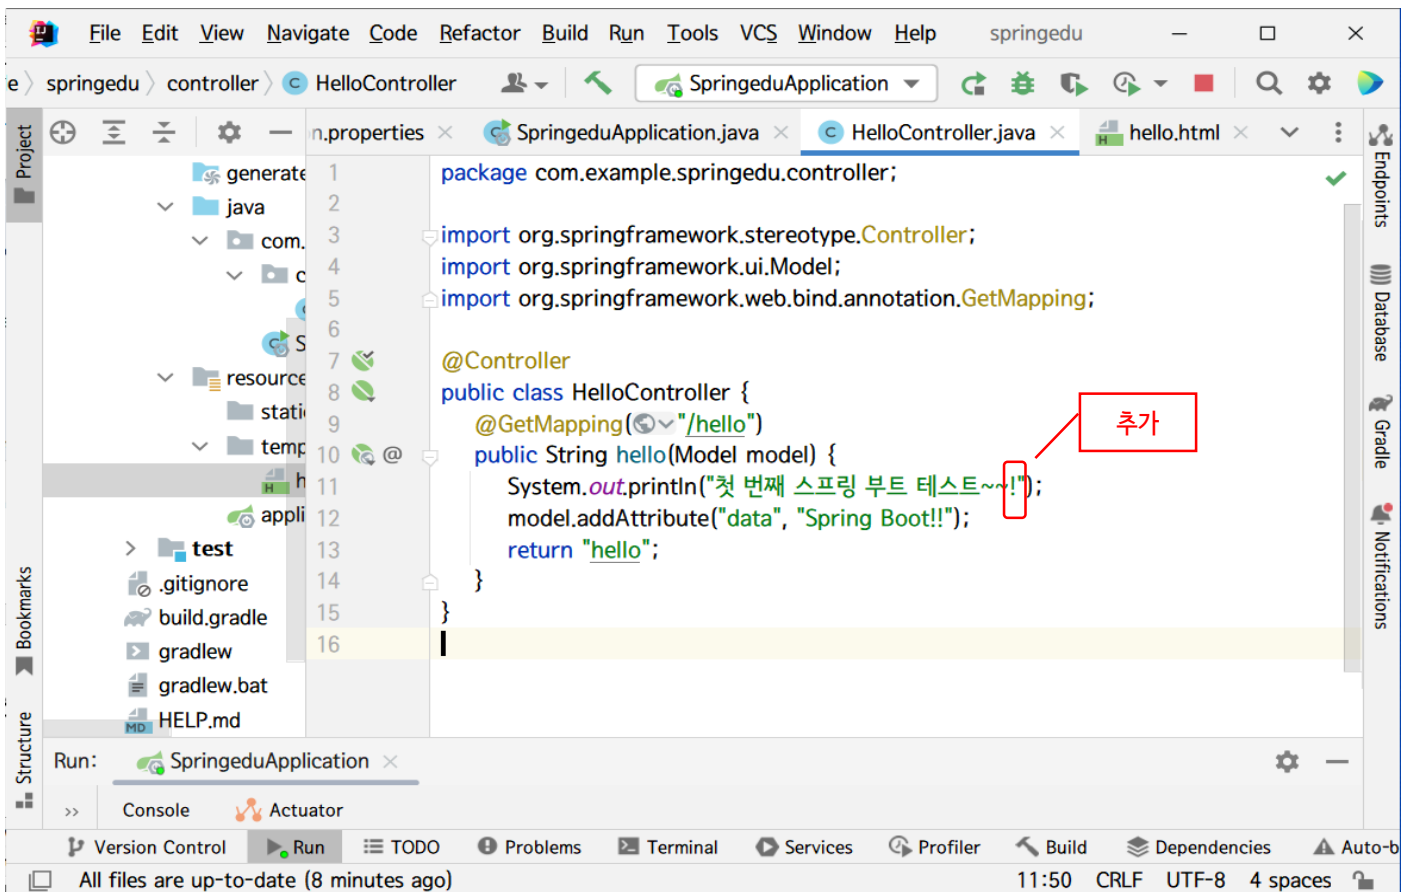 File Edit View Navigate Code Refactor Build Run Tools VCS Window Help springedu
springedu controller HelloController SpringeduApplication
n.properties SpringeduApplication.java HelloController.java hello.html
Project
Bookmarks
Structure
generate
java
com.
c
S
resource
stati
temp
h
appli
test
.gitignore
build.gradle
gradlew
gradlew.bat
HELP.md
1 package com.example.springedu.controller;
2
3 import org.springframework.stereotype.Controller;
4 import org.springframework.ui.Model;
5 import org.springframework.web.bind.annotation.GetMapping;
6
7 @Controller
8 public class HelloController {
9 @GetMapping("/hello")
10 @ public String hello(Model model) {
11 System.out.println("첫 번째 스프링 부트 테스트~~!");
12 model.addAttribute("data", "Spring Boot!!");
13 return "hello";
14 }
15 }
16
추가
Endpoints
Database
Gradle
Notifications
Run: SpringeduApplication
>> Console Actuator
Version Control Run TODO Problems Terminal Services Profiler Build Dependencies Auto-b
All files are up-to-date (8 minutes ago) 11:50 CRLF UTF-8 4 spaces